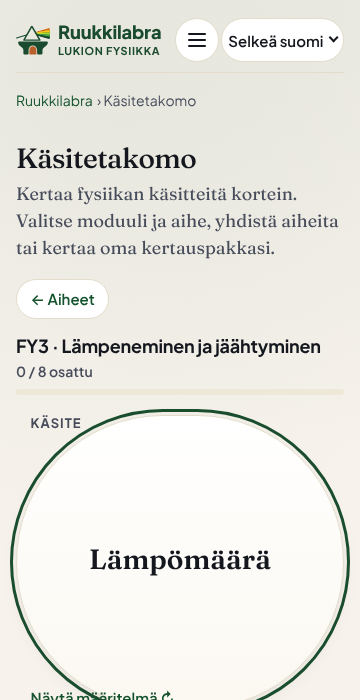 Ruukkilabra
LUKION FYSIIKKA
Selkeä suomi
Ruukkilabra › Käsitetakomo
Käsitetakomo
Kertaa fysiikan käsitteitä kortein.
Valitse moduuli ja aihe, yhdistä aiheita
tai kertaa oma kertauspakkasi.
← Aiheet
FY3 · Lämpeneminen ja jäähtyminen
0 / 8 osattu
KÄSITE
Lämpömäärä
Näytä määritelmä ↻